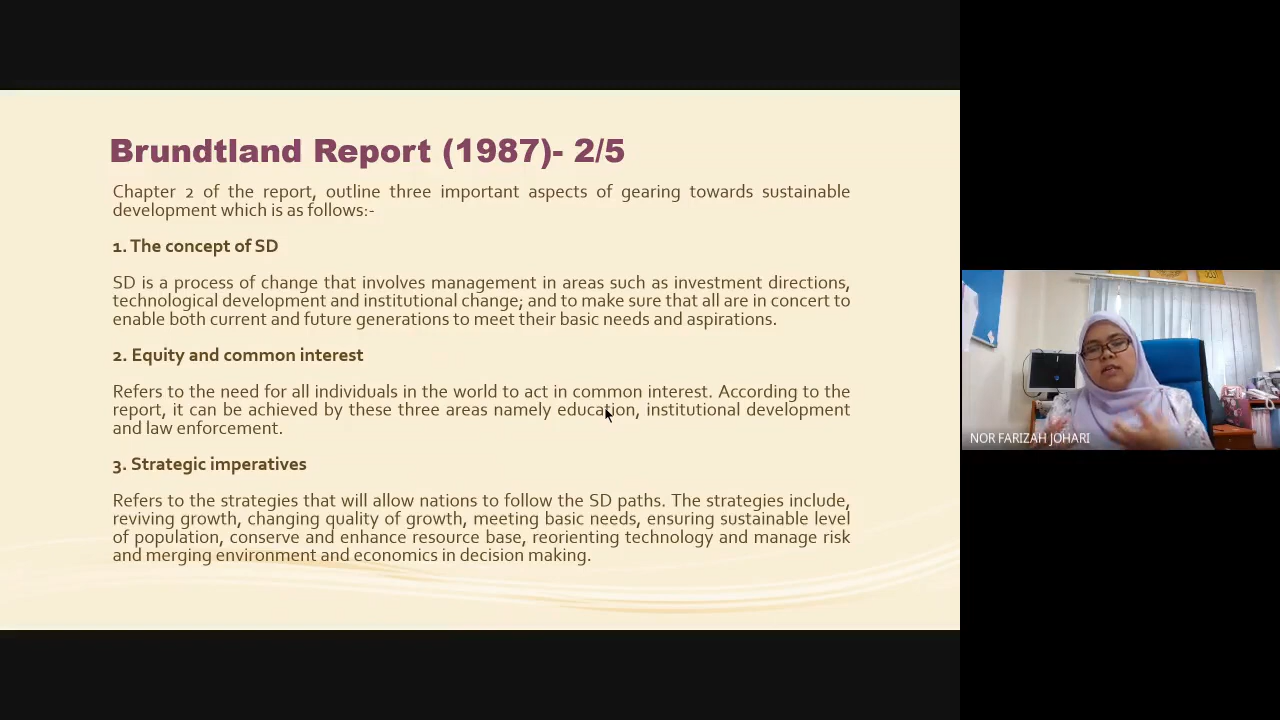 Brundtland Report (1987)- 2/5
Chapter 2 of the report, outline three important aspects of gearing towards sustainable
development which is as follows:-
1. The concept of SD
SD is a process of change that involves management in areas such as investment directions,
technological development and institutional change; and to make sure that all are in concert to
enable both current and future generations to meet their basic needs and aspirations.
2. Equity and common interest
Refers to the need for all individuals in the world to act in common interest. According to the
report, it can be achieved by these three areas namely education, institutional development
and law enforcement.
3. Strategic imperatives
Refers to the strategies that will allow nations to follow the SD paths. The strategies include,
reviving growth, changing quality of growth, meeting basic needs, ensuring sustainable level
of population, conserve and enhance resource base, reorienting technology and manage risk
and merging environment and economics in decision making.
NOR FARIZAH JOHARI